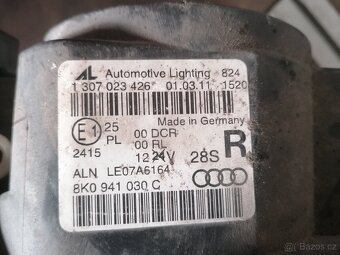 AL Automotive Lighting 824
1 307 023 426 01.03.11 1520
Made in Germany
E1 25 00 DCR
PL 00 RL
2415 12 24V 28S R
ALN LE07A6164
8K0 941 030 C
bazos.cz